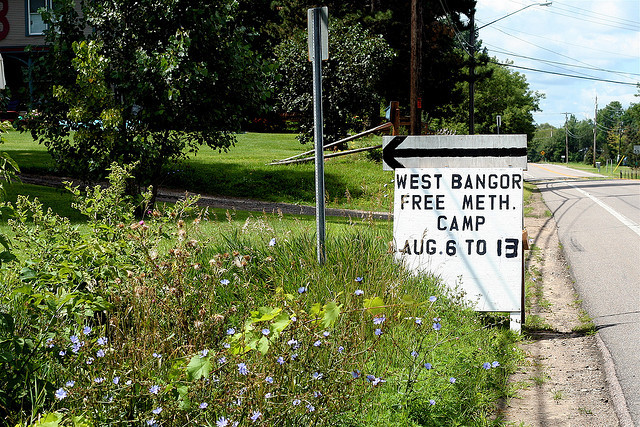 WEST BANGOR
FREE METH.
CAMP
AUG. 6 TO 13